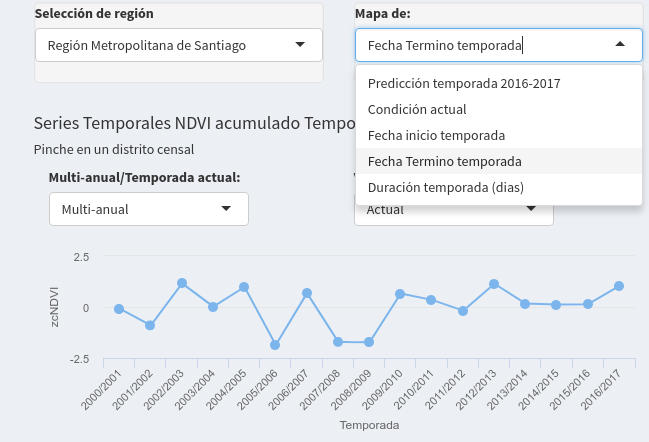 Selección de región
Región Metropolitana de Santiago
Mapa de:
Fecha Termino temporada
Predicción temporada 2016-2017
Condición actual
Fecha inicio temporada
Fecha Termino temporada
Duración temporada (dias)
Series Temporales NDVI acumulado Tempo
Pinche en un distrito censal
Multi-anual/Temporada actual:
Multi-anual
Actual
2.5
0
-2.5
zcNDVI
2000/2001
2001/2002
2002/2003
2003/2004
2004/2005
2005/2006
2006/2007
2007/2008
2008/2009
2009/2010
2010/2011
2011/2012
2012/2013
2013/2014
2014/2015
2015/2016
2016/2017
Temporada